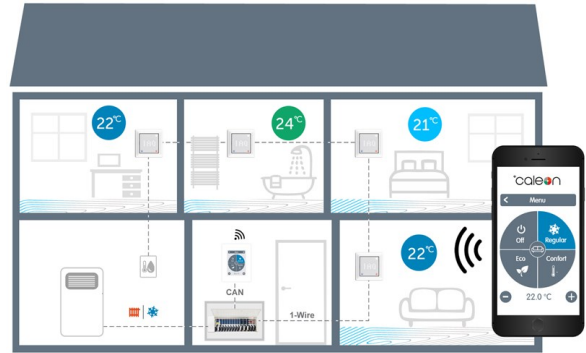 22°C
24°C
21°C
°caleon
< Menu
Off
Regular
Eco
Comfort
22.0 °C
22°C
CAN
1-Wire